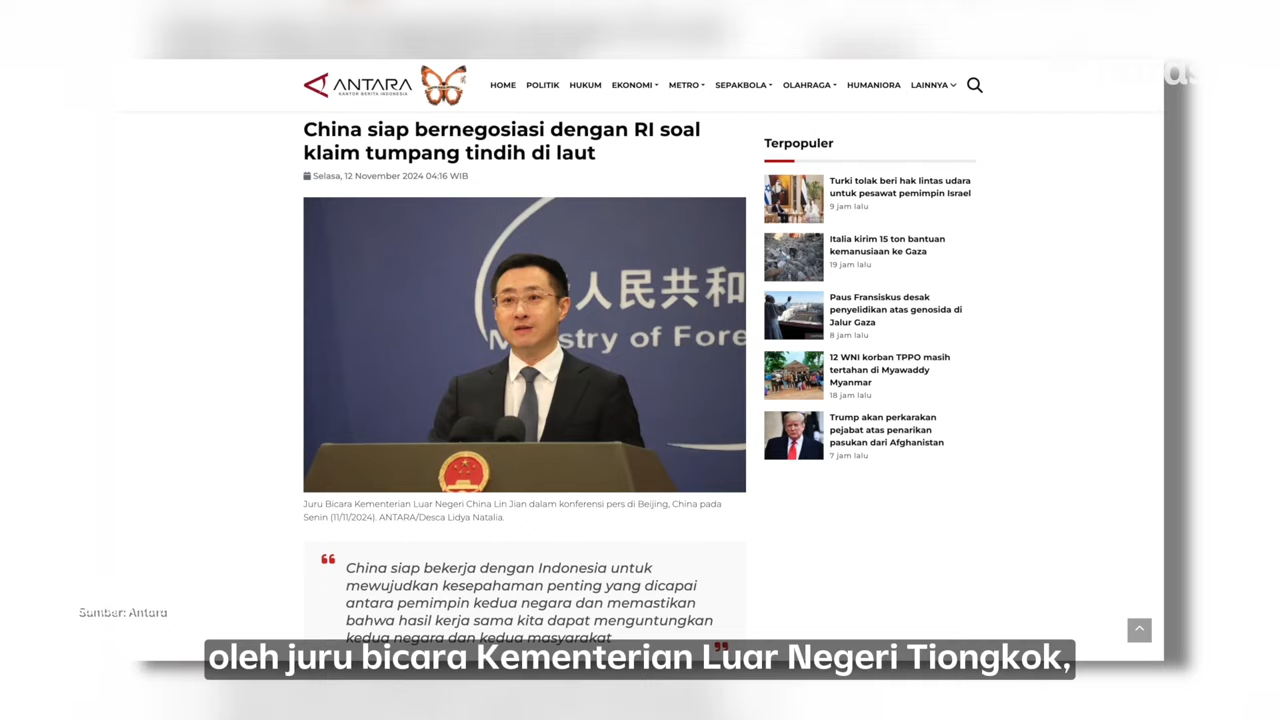 ANTARA
KANTOR BERITA INDONESIA
HOME POLITIK HUKUM EKONOMI METRO SEPAKBOLA OLAHRAGA HUMANIORA LAINNYA
China siap bernegosiasi dengan RI soal
klaim tumpang tindih di laut
Selasa, 12 November 2024 04:16 WIB
人民共和
Ministry of Fore
Juru Bicara Kementerian Luar Negeri China Lin Jian dalam konferensi pers di Beijing, China pada
Senin (11/11/2024). ANTARA/Desca Lidya Natalia.
“ China siap bekerja dengan Indonesia untuk
mewujudkan kesepahaman penting yang dicapai
antara pemimpin kedua negara dan memastikan
bahwa hasil kerja sama kita dapat menguntungkan
kedua negara dan kedua masyarakat ”
Terpopuler
Turki tolak beri hak lintas udara
untuk pesawat pemimpin Israel
9 jam lalu
Italia kirim 15 ton bantuan
kemanusiaan ke Gaza
19 jam lalu
Paus Fransiskus desak
penyelidikan atas genosida di
Jalur Gaza
8 jam lalu
12 WNI korban TPPO masih
tertahan di Myawaddy
Myanmar
18 jam lalu
Trump akan perkarakan
pejabat atas penarikan
pasukan dari Afghanistan
7 jam lalu
Sumber: Antara
oleh juru bicara Kementerian Luar Negeri Tiongkok,